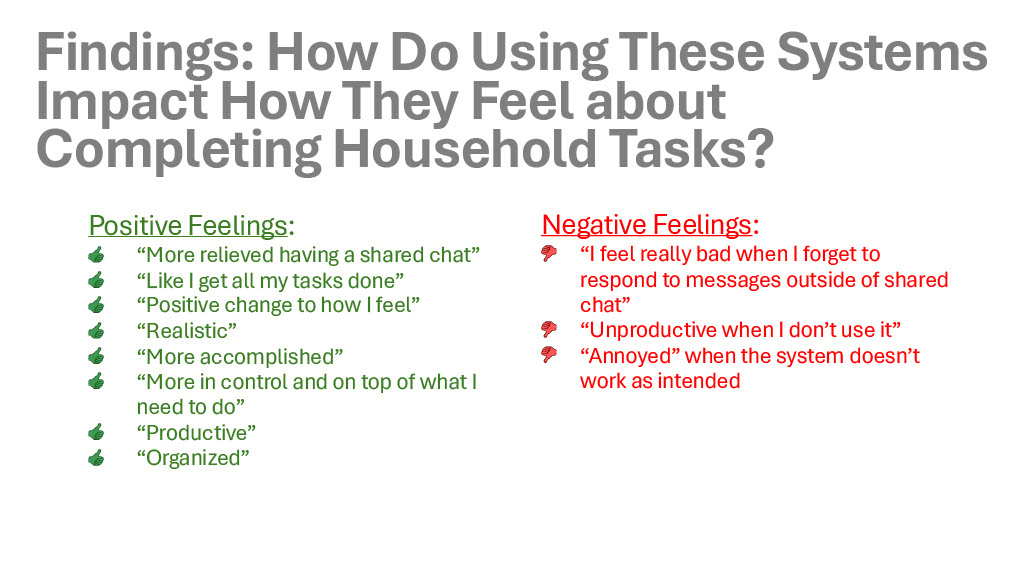 Findings: How Do Using These Systems
Impact How They Feel about
Completing Household Tasks?
Positive Feelings:
“More relieved having a shared chat”
“Like I get all my tasks done”
“Positive change to how I feel”
“Realistic”
“More accomplished”
“More in control and on top of what I
need to do”
“Productive”
“Organized”
Negative Feelings:
“I feel really bad when I forget to
respond to messages outside of shared
chat”
“Unproductive when I don’t use it”
“Annoyed” when the system doesn’t
work as intended